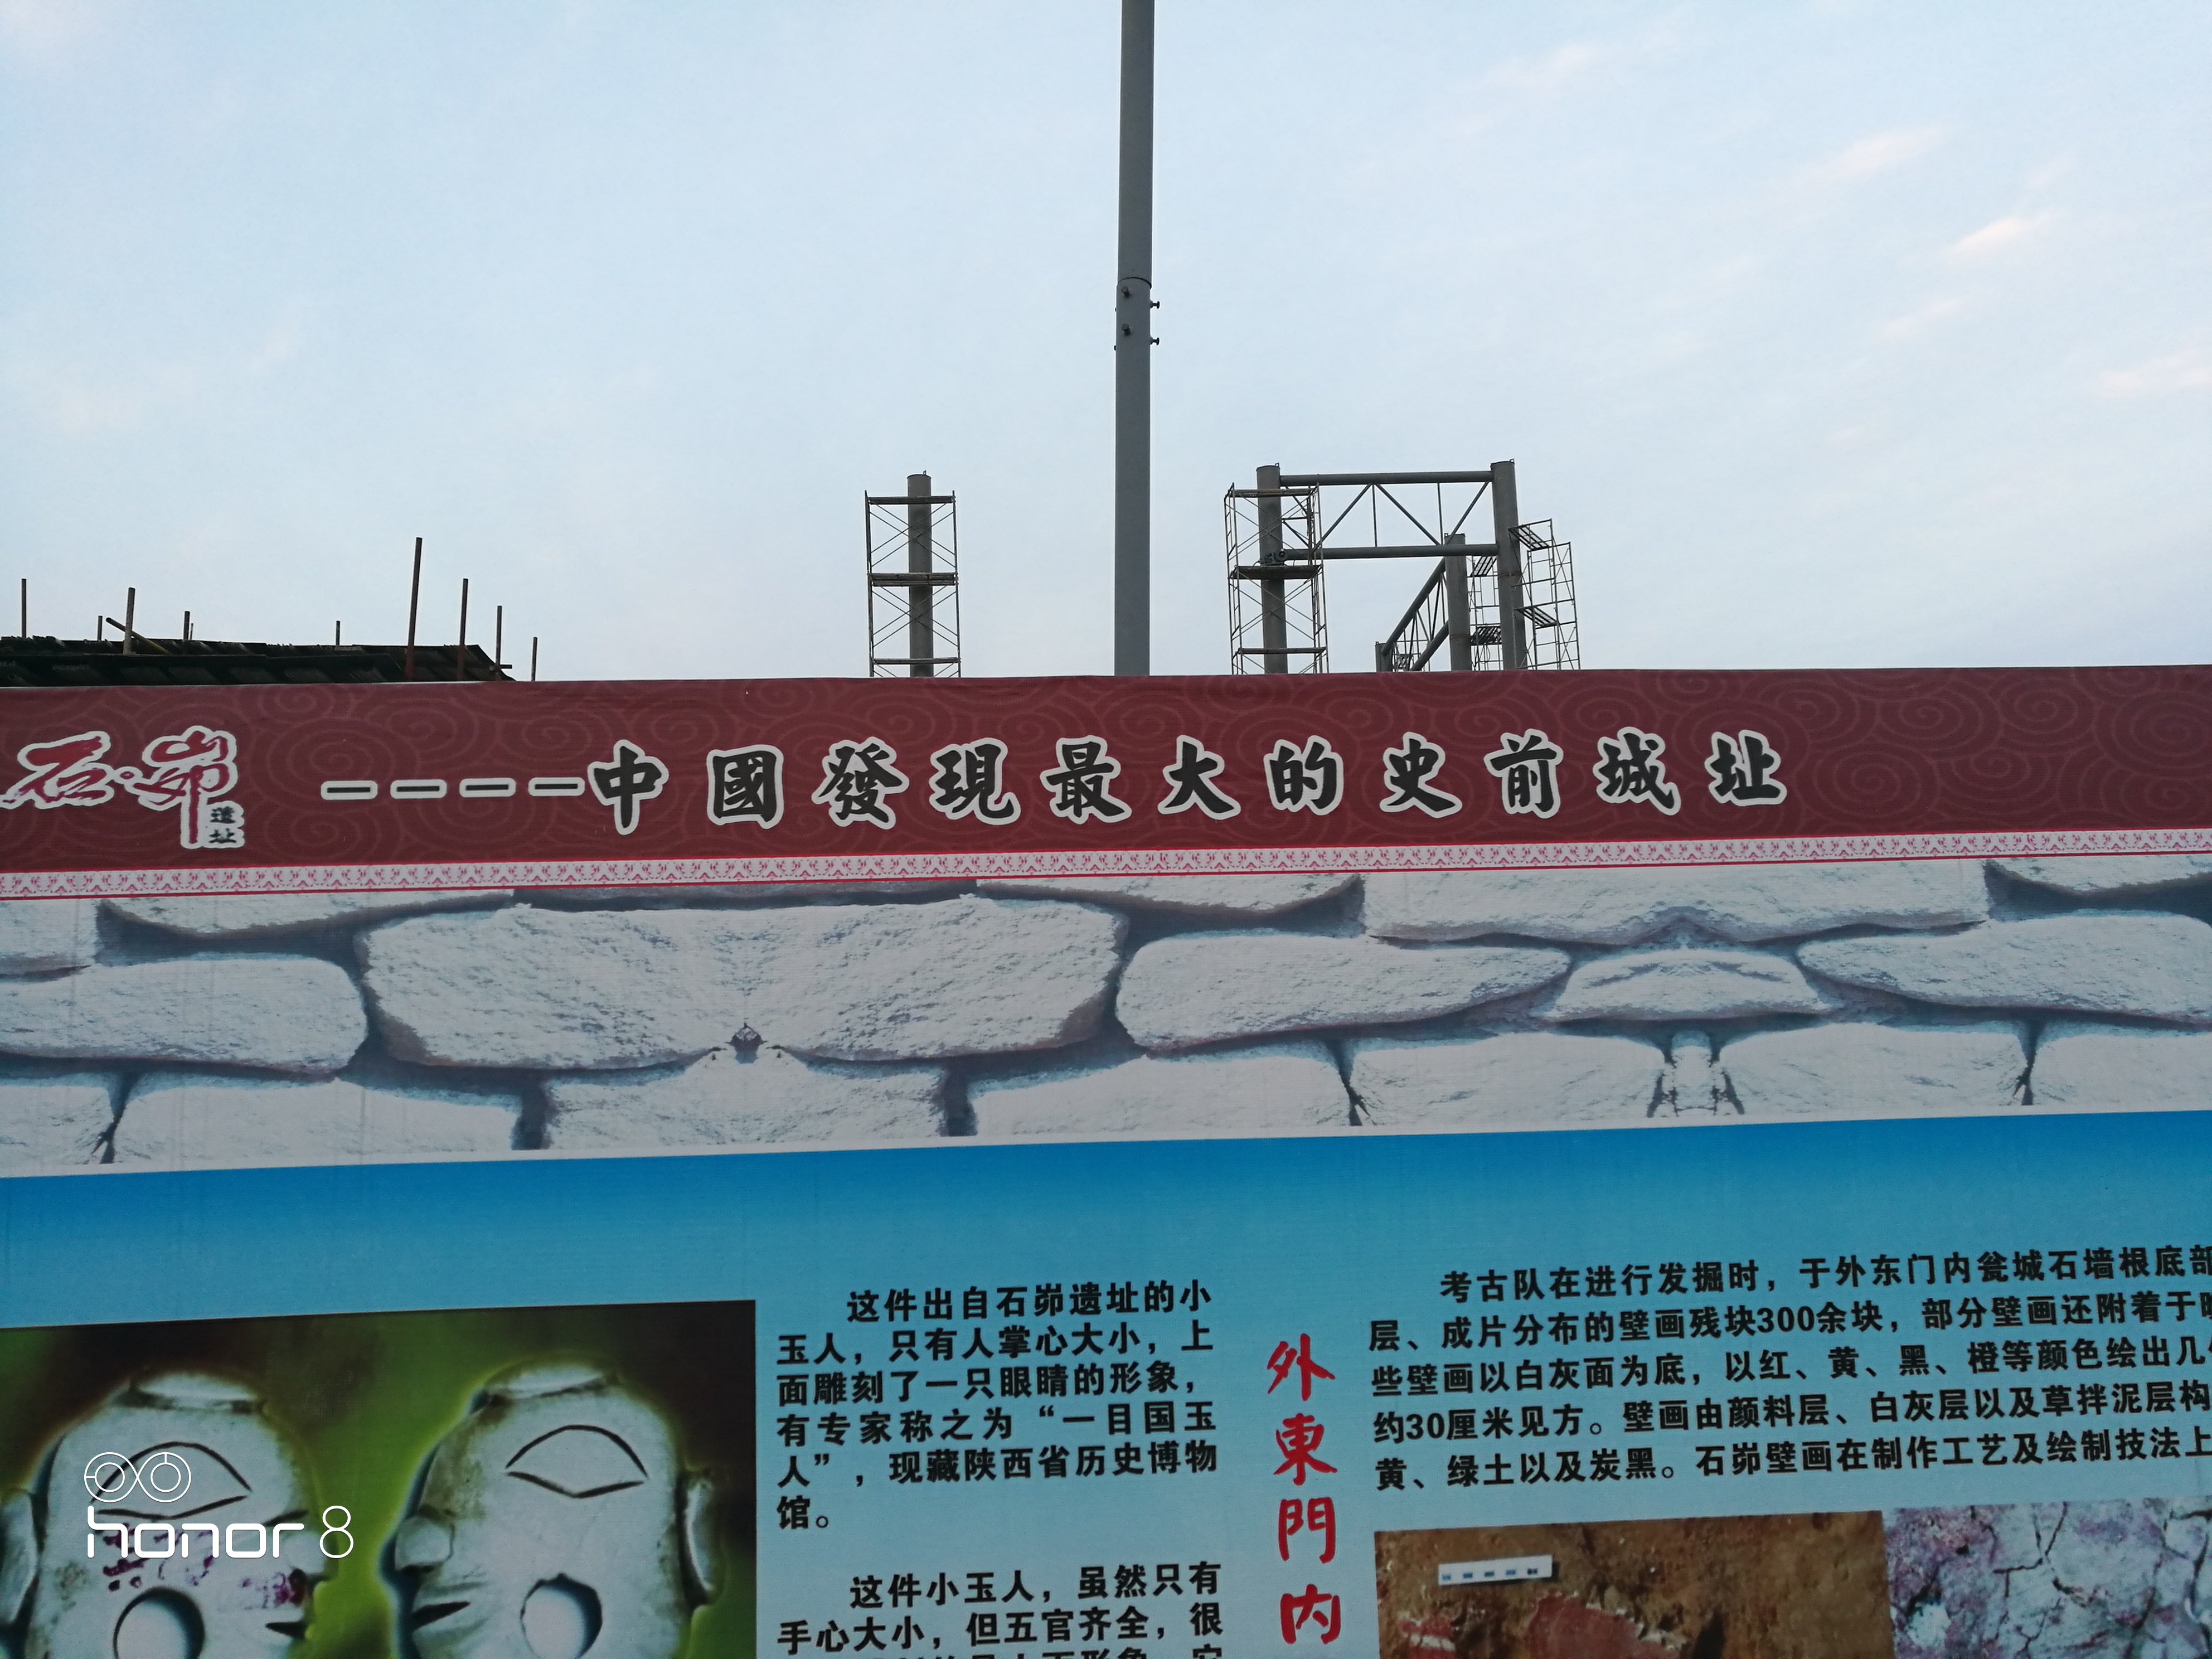 石·峁
遺址
----中國發現最大的史前城址
这件出自石峁遗址的小
玉人，只有人掌心大小，上
面雕刻了一只眼睛的形象，
有专家称之为“一目国玉
人”，现藏陕西省历史博物
馆。
这件小玉人，虽然只有
手心大小，但五官齐全，很
外東門内
考古队在进行发掘时，于外东门内瓮城石墙根底部
层、成片分布的壁画残块300余块，部分壁画还附着于
些壁画以白灰面为底，以红、黄、黑、橙等颜色绘出几
约30厘米见方。壁画由颜料层、白灰层以及草拌泥层构
黄、绿土以及炭黑。石峁壁画在制作工艺及绘制技法上
honor 8